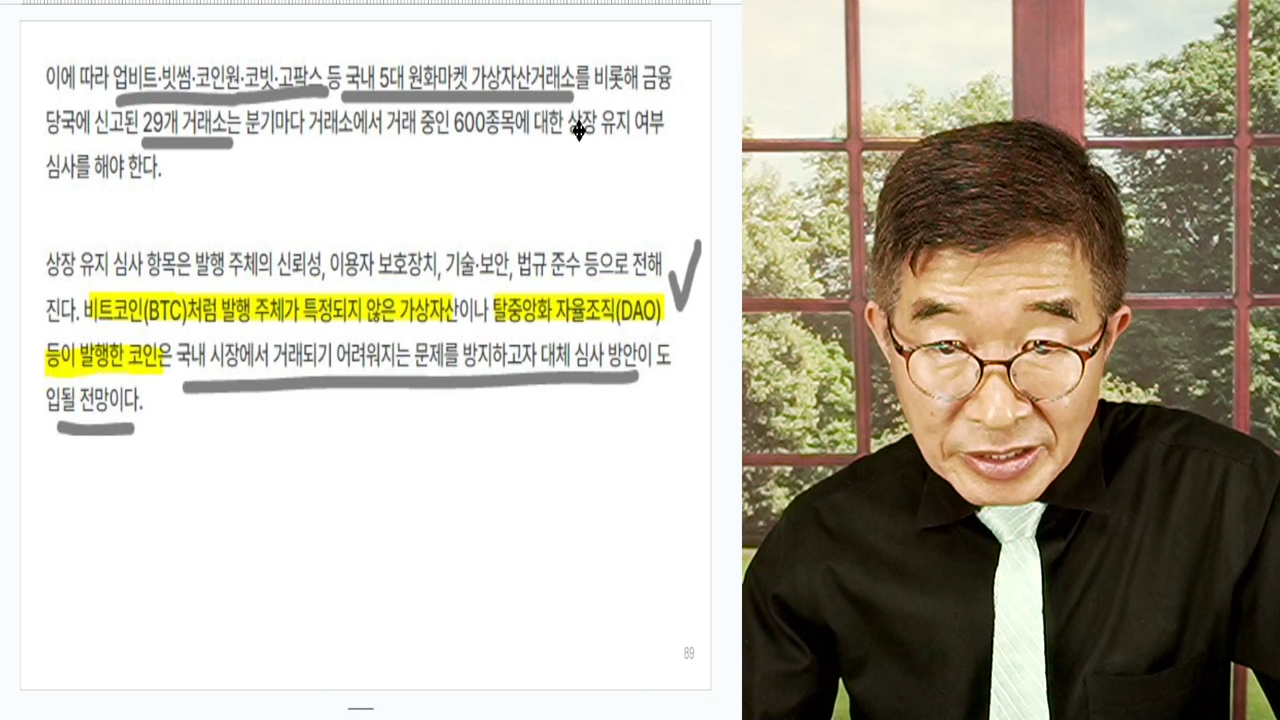 이에 따라 업비트·빗썸·코인원·코빗·고팍스 등 국내 5대 원화마켓 가상자산거래소를 비롯해 금융
당국에 신고된 29개 거래소는 분기마다 거래소에서 거래 중인 600종목에 대한 상장 유지 여부
심사를 해야 한다.
상장 유지 심사 항목은 발행 주체의 신뢰성, 이용자 보호장치, 기술·보안, 법규 준수 등으로 전해
진다. 비트코인(BTC)처럼 발행 주체가 특정되지 않은 가상자산이나 탈중앙화 자율조직(DAO)
등이 발행한 코인은 국내 시장에서 거래되기 어려워지는 문제를 방지하고자 대체 심사 방안이 도
입될 전망이다.
89